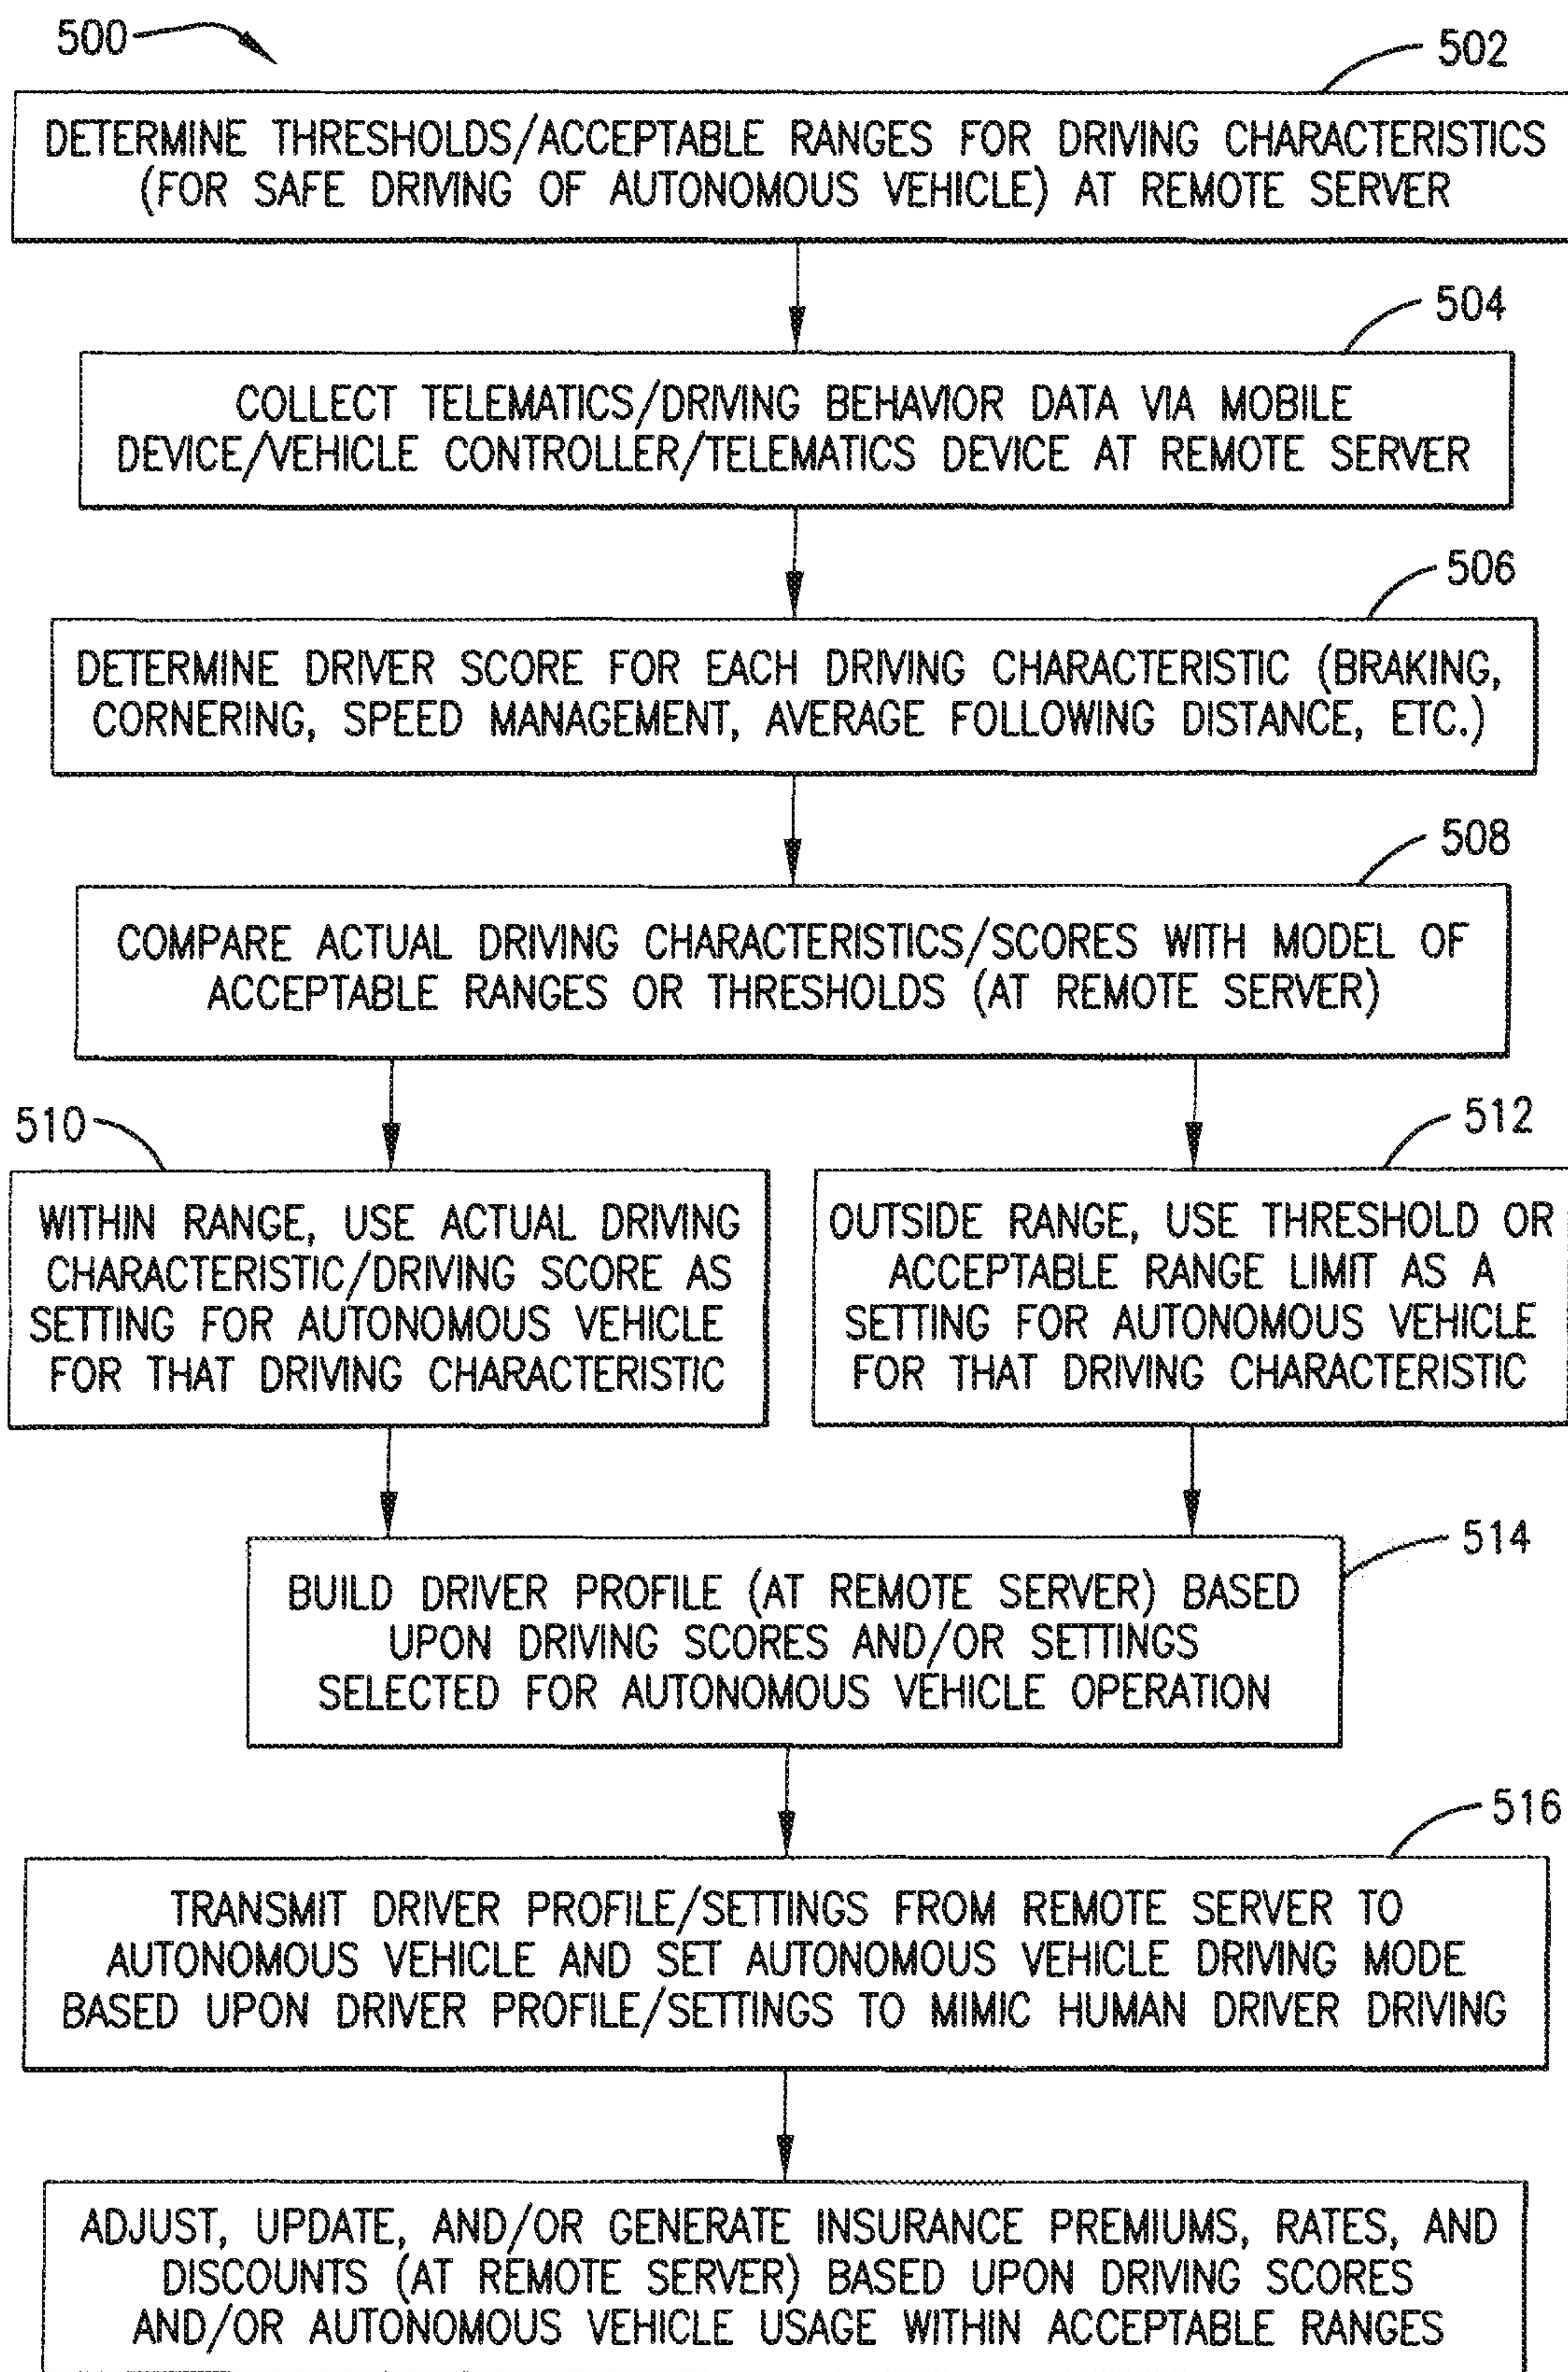 500
502
DETERMINE THRESHOLDS/ACCEPTABLE RANGES FOR DRIVING CHARACTERISTICS
(FOR SAFE DRIVING OF AUTONOMOUS VEHICLE) AT REMOTE SERVER
504
COLLECT TELEMATICS/DRIVING BEHAVIOR DATA VIA MOBILE
DEVICE/VEHICLE CONTROLLER/TELEMATICS DEVICE AT REMOTE SERVER
506
DETERMINE DRIVER SCORE FOR EACH DRIVING CHARACTERISTIC (BRAKING,
CORNERING, SPEED MANAGEMENT, AVERAGE FOLLOWING DISTANCE, ETC.)
508
COMPARE ACTUAL DRIVING CHARACTERISTICS/SCORES WITH MODEL OF
ACCEPTABLE RANGES OR THRESHOLDS (AT REMOTE SERVER)
510
WITHIN RANGE, USE ACTUAL DRIVING
CHARACTERISTIC/DRIVING SCORE AS
SETTING FOR AUTONOMOUS VEHICLE
FOR THAT DRIVING CHARACTERISTIC
512
OUTSIDE RANGE, USE THRESHOLD OR
ACCEPTABLE RANGE LIMIT AS A
SETTING FOR AUTONOMOUS VEHICLE
FOR THAT DRIVING CHARACTERISTIC
514
BUILD DRIVER PROFILE (AT REMOTE SERVER) BASED
UPON DRIVING SCORES AND/OR SETTINGS
SELECTED FOR AUTONOMOUS VEHICLE OPERATION
516
TRANSMIT DRIVER PROFILE/SETTINGS FROM REMOTE SERVER TO
AUTONOMOUS VEHICLE AND SET AUTONOMOUS VEHICLE DRIVING MODE
BASED UPON DRIVER PROFILE/SETTINGS TO MIMIC HUMAN DRIVER DRIVING
ADJUST, UPDATE, AND/OR GENERATE INSURANCE PREMIUMS, RATES, AND
DISCOUNTS (AT REMOTE SERVER) BASED UPON DRIVING SCORES
AND/OR AUTONOMOUS VEHICLE USAGE WITHIN ACCEPTABLE RANGES